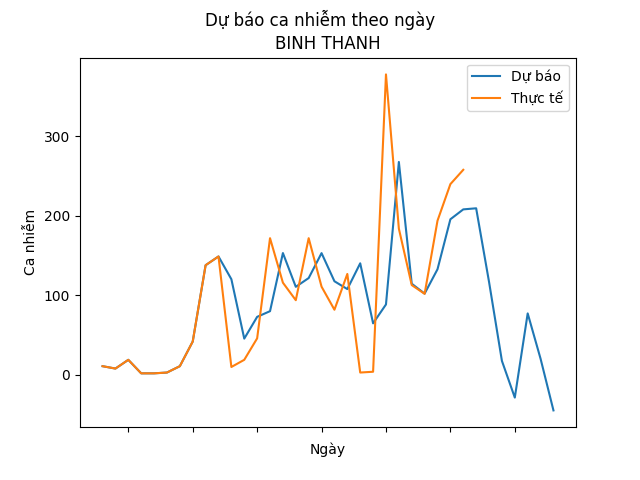 Dự báo ca nhiễm theo ngày
BINH THANH
Dự báo
Thực tế
300
200
100
0
Ca nhiễm
Ngày